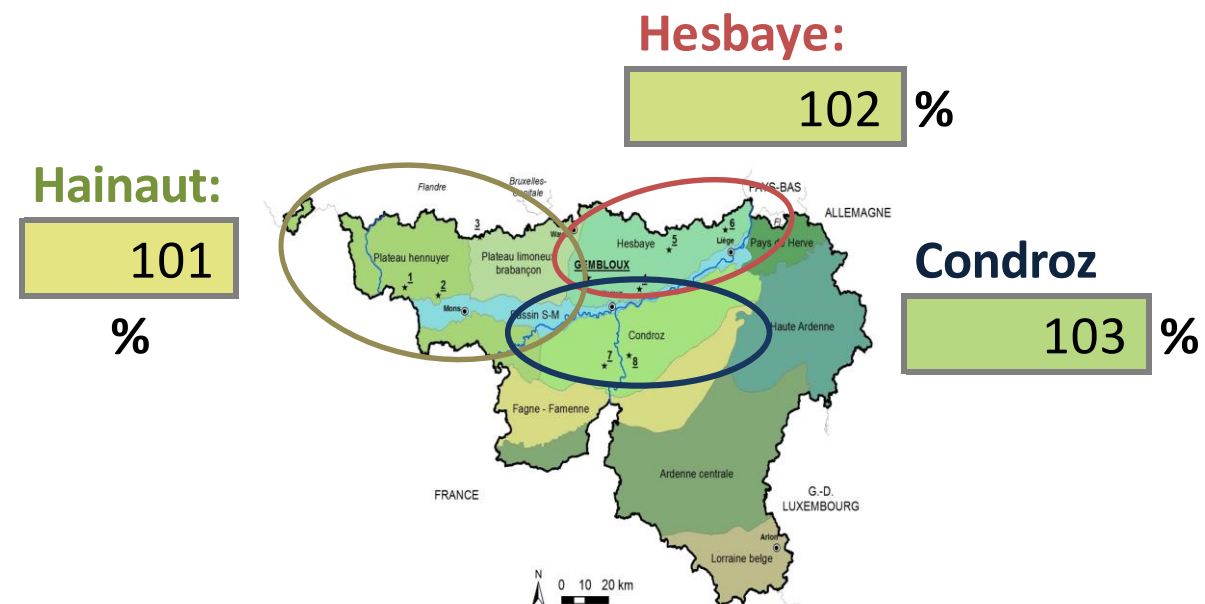 Hesbaye:
102 %
Hainaut:
101
%
Condroz
103 %
Flandre
Bruxelles-
Capitale
PAYS-BAS
ALLEMAGNE
3
6
5
Hesbaye
Liège
Pays de Herve
Plateau hennuyer
Plateau limoneux
brabançon
GEMBLOUX
1
2
4
Mons
Bassin S-M
Condroz
Haute Ardenne
7
8
Fagne - Famenne
Ardenne centrale
FRANCE
G.-D.
LUXEMBOURG
Arlon
Lorraine belge
N
0 10 20 km